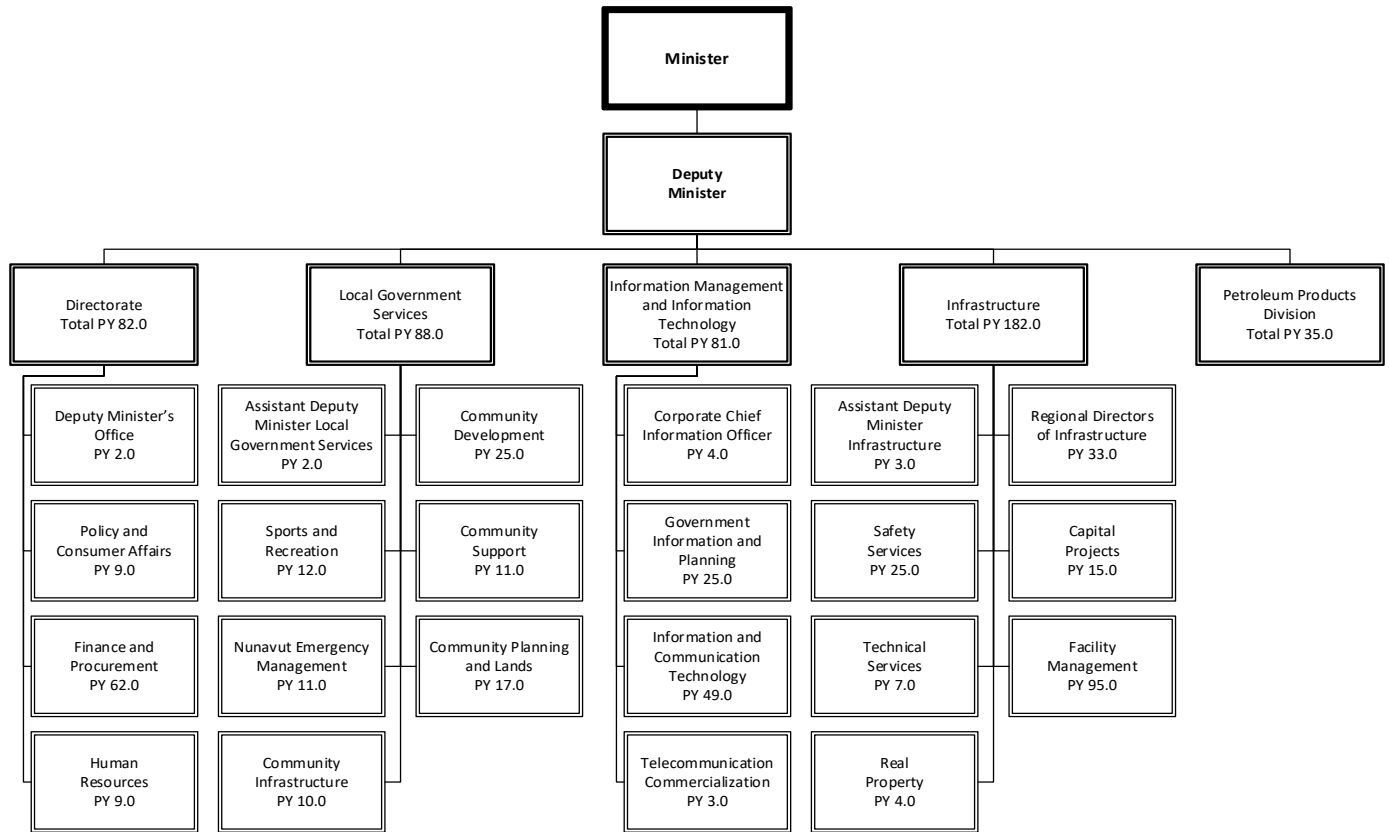 Minister
Deputy
Minister
Directorate
Total PY 82.0
Local Government
Services
Total PY 88.0
Information Management
and Information
Technology
Total PY 81.0
Infrastructure
Total PY 182.0
Petroleum Products
Division
Total PY 35.0
Deputy Minister’s
Office
PY 2.0
Assistant Deputy
Minister Local
Government Services
PY 2.0
Community
Development
PY 25.0
Corporate Chief
Information Officer
PY 4.0
Assistant Deputy
Minister
Infrastructure
PY 3.0
Regional Directors
of Infrastructure
PY 33.0
Policy and
Consumer Affairs
PY 9.0
Sports and
Recreation
PY 12.0
Community
Support
PY 11.0
Government
Information and
Planning
PY 25.0
Safety
Services
PY 25.0
Capital
Projects
PY 15.0
Finance and
Procurement
PY 62.0
Nunavut Emergency
Management
PY 11.0
Community Planning
and Lands
PY 17.0
Information and
Communication
Technology
PY 49.0
Technical
Services
PY 7.0
Facility
Management
PY 95.0
Human
Resources
PY 9.0
Community
Infrastructure
PY 10.0
Telecommunication
Commercialization
PY 3.0
Real
Property
PY 4.0